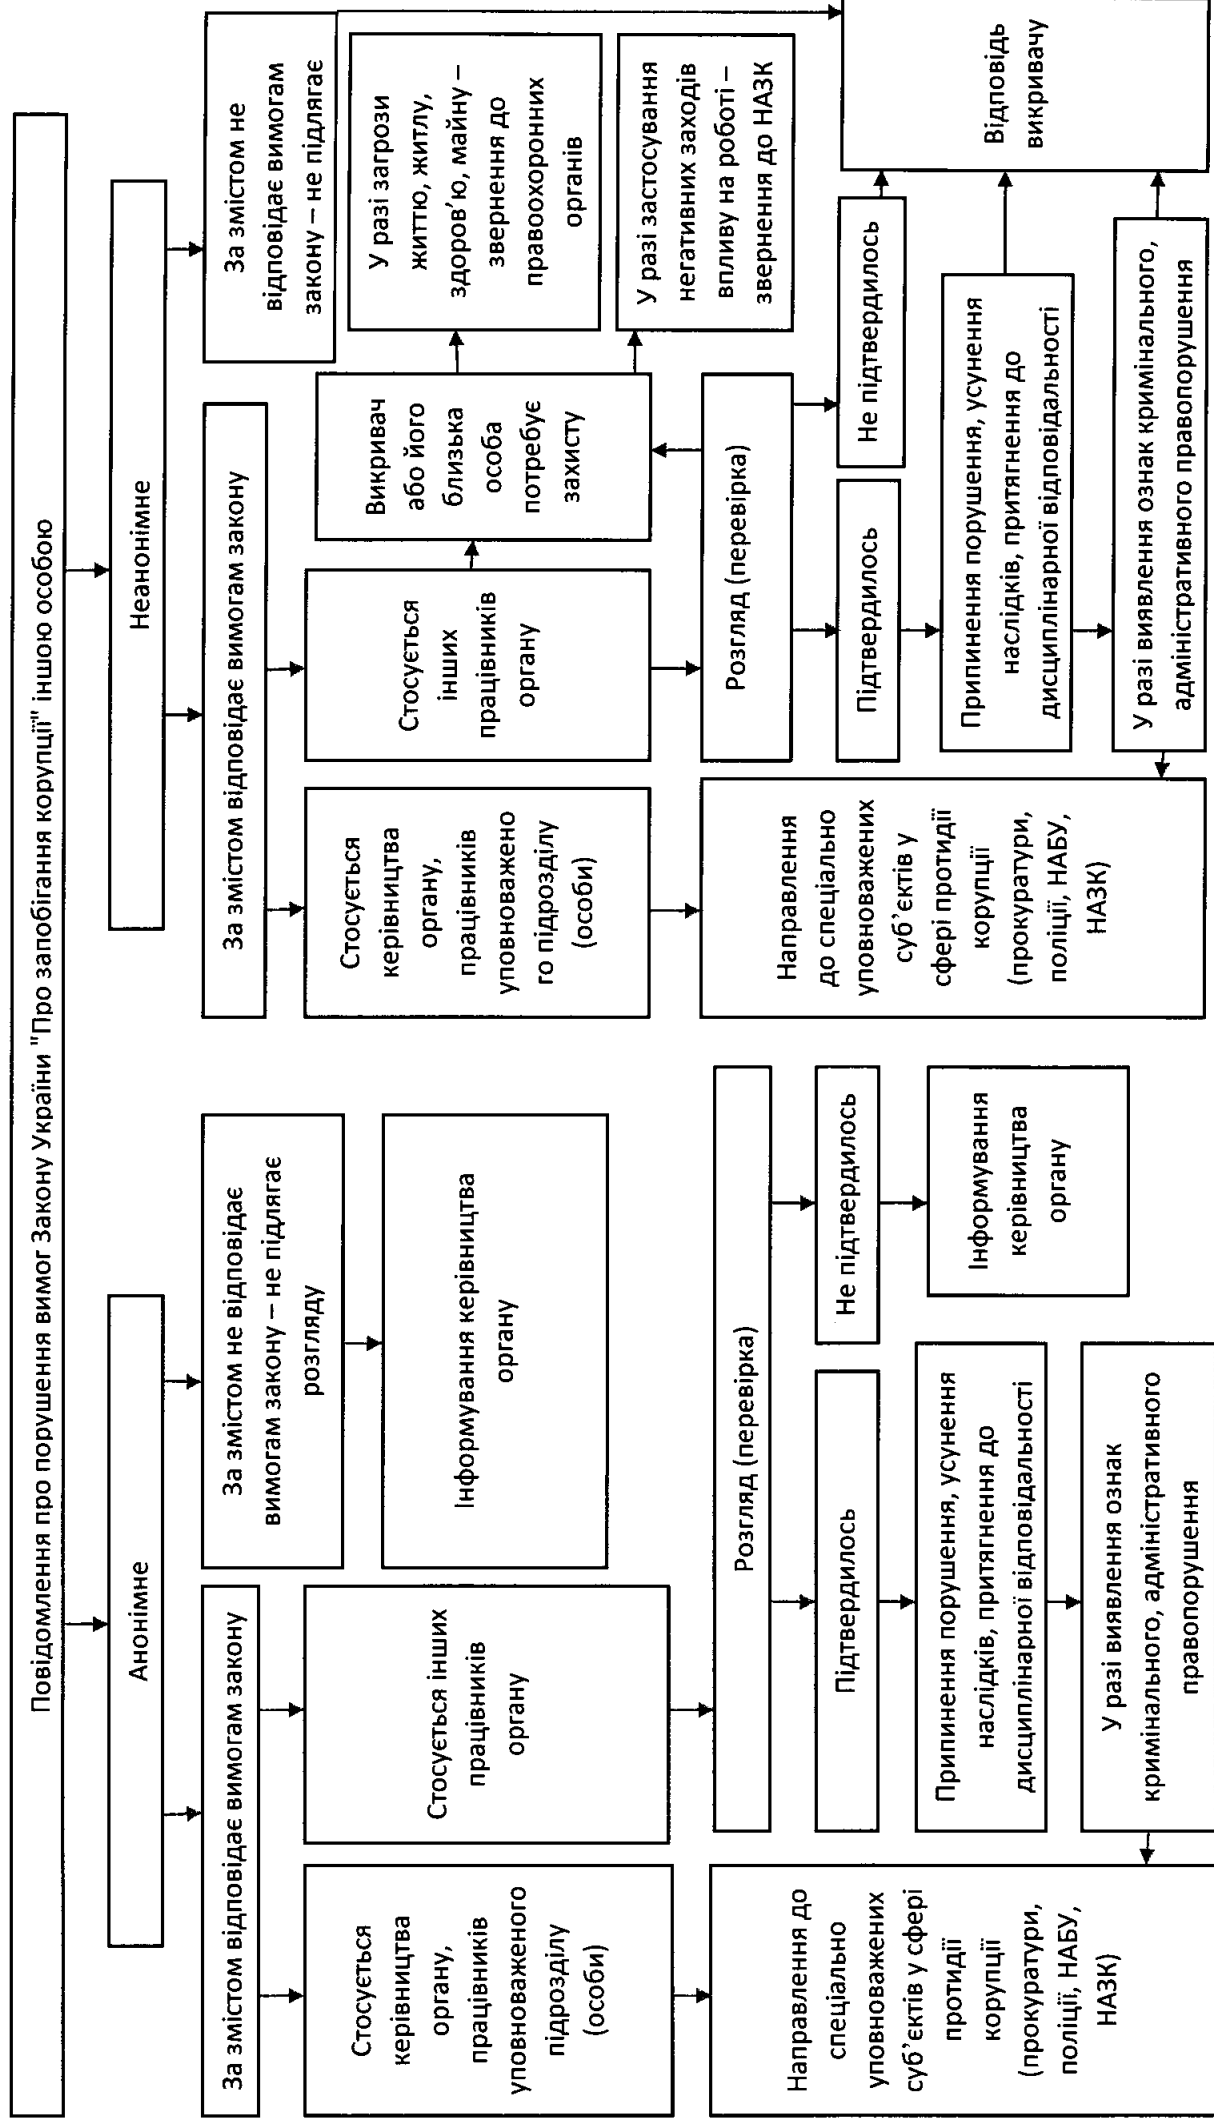 Повідомлення про порушення вимог Закону України "Про запобігання корупції" іншою особою
Анонімне
За змістом відповідає вимогам закону
Стосується
керівництва
органу,
працівників
уповноваженого
підрозділу
(особи)
Направлення до
спеціально
уповноважених
суб'єктів у сфері
протидії
корупції
(прокуратури,
поліції, НАБУ,
НАЗК)
Стосується інших
працівників
органу
За змістом не відповідає
вимогам закону – не підлягає
розгляду
Інформування керівництва
органу
Розгляд (перевірка)
Підтвердилось
Припинення порушення, усунення
наслідків, притягнення до
дисциплінарної відповідальності
У разі виявлення ознак
кримінального, адміністративного
правопорушення
Не підтвердилось
Інформування
керівництва
органу
Неанонімне
За змістом відповідає вимогам закону
Стосується
керівництва
органу,
працівників
уповноважено
го підрозділу
(особи)
Направлення
до спеціально
уповноважених
суб'єктів у
сфері протидії
корупції
(прокуратури,
поліції, НАБУ,
НАЗК)
Стосується
інших
працівників
органу
Викривач
або його
близька
особа
потребує
захисту
За змістом не
відповідає вимогам
закону – не підлягає
У разі загрози
життю, житлу,
здоров'ю, майну –
звернення до
правоохоронних
органів
У разі застосування
негативних заходів
впливу на роботі –
звернення до НАЗК
Розгляд (перевірка)
Підтвердилось
Не підтвердилось
Припинення порушення, усунення
наслідків, притягнення до
дисциплінарної відповідальності
У разі виявлення ознак кримінального,
адміністративного правопорушення
Відповідь
викривачу